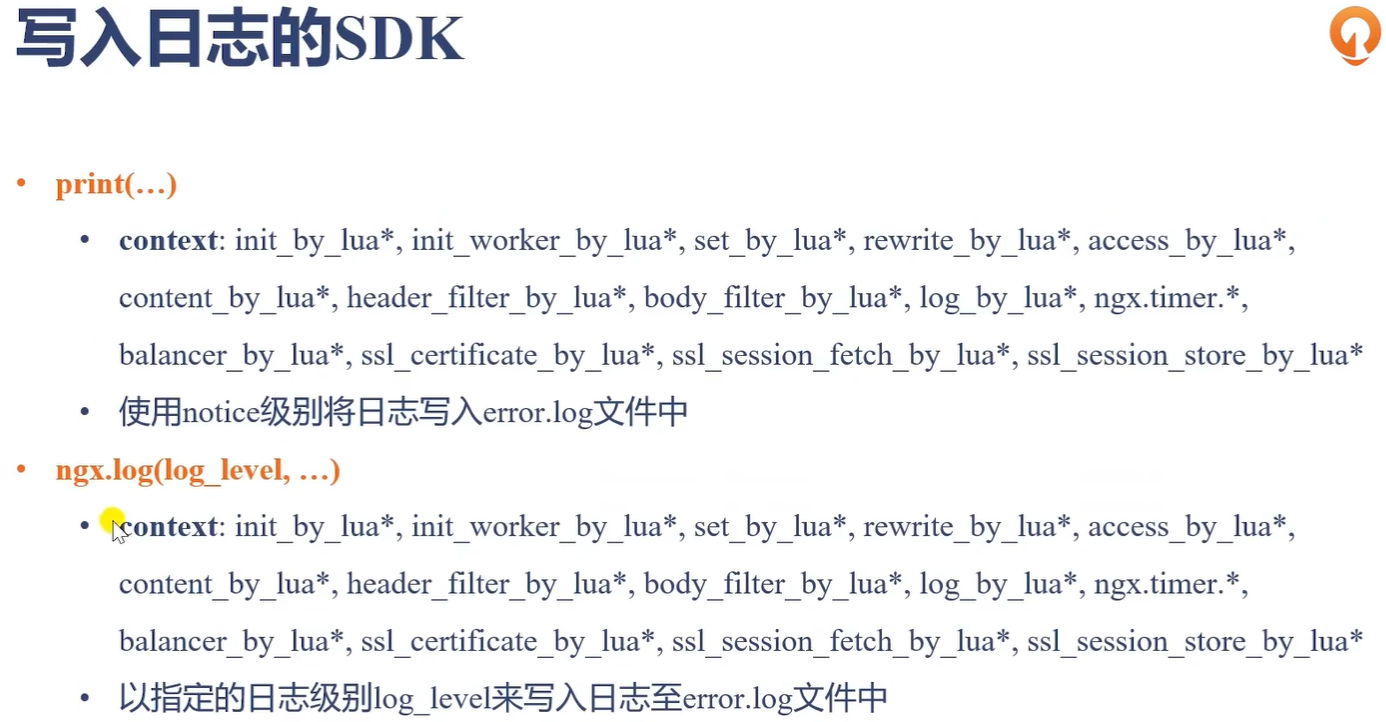 写入日志的SDK
• print(…)
• context: init_by_lua*, init_worker_by_lua*, set_by_lua*, rewrite_by_lua*, access_by_lua*,
content_by_lua*, header_filter_by_lua*, body_filter_by_lua*, log_by_lua*, ngx.timer.*,
balancer_by_lua*, ssl_certificate_by_lua*, ssl_session_fetch_by_lua*, ssl_session_store_by_lua*
• 使用notice级别将日志写入error.log文件中
• ngx.log(log_level, …)
• context: init_by_lua*, init_worker_by_lua*, set_by_lua*, rewrite_by_lua*, access_by_lua*,
content_by_lua*, header_filter_by_lua*, body_filter_by_lua*, log_by_lua*, ngx.timer.*,
balancer_by_lua*, ssl_certificate_by_lua*, ssl_session_fetch_by_lua*, ssl_session_store_by_lua*
• 以指定的日志级别log_level来写入日志至error.log文件中